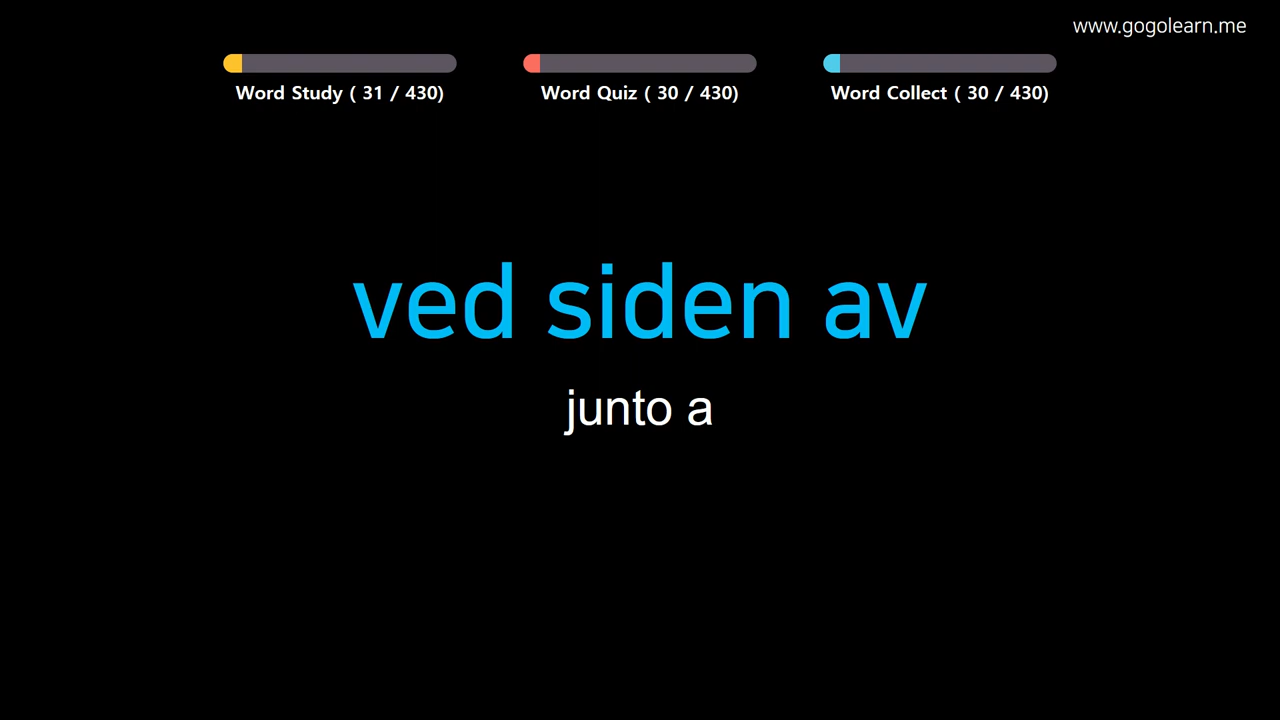 www.gogolearn.me
Word Study ( 31 / 430)
Word Quiz ( 30 / 430)
Word Collect ( 30 / 430)
ved siden av
junto a